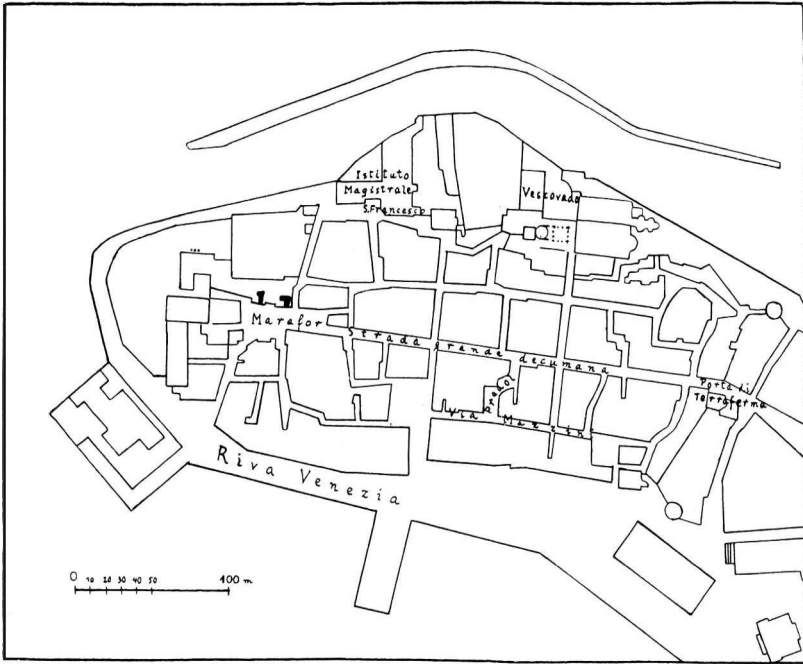 Istituto
Magistrale
S. Francesco
Vescovado
Marafor
Strada grande decumana
Porta di
Terraferma
Via Mazzini
Riva Venezia
0 10 20 30 40 50 100 m